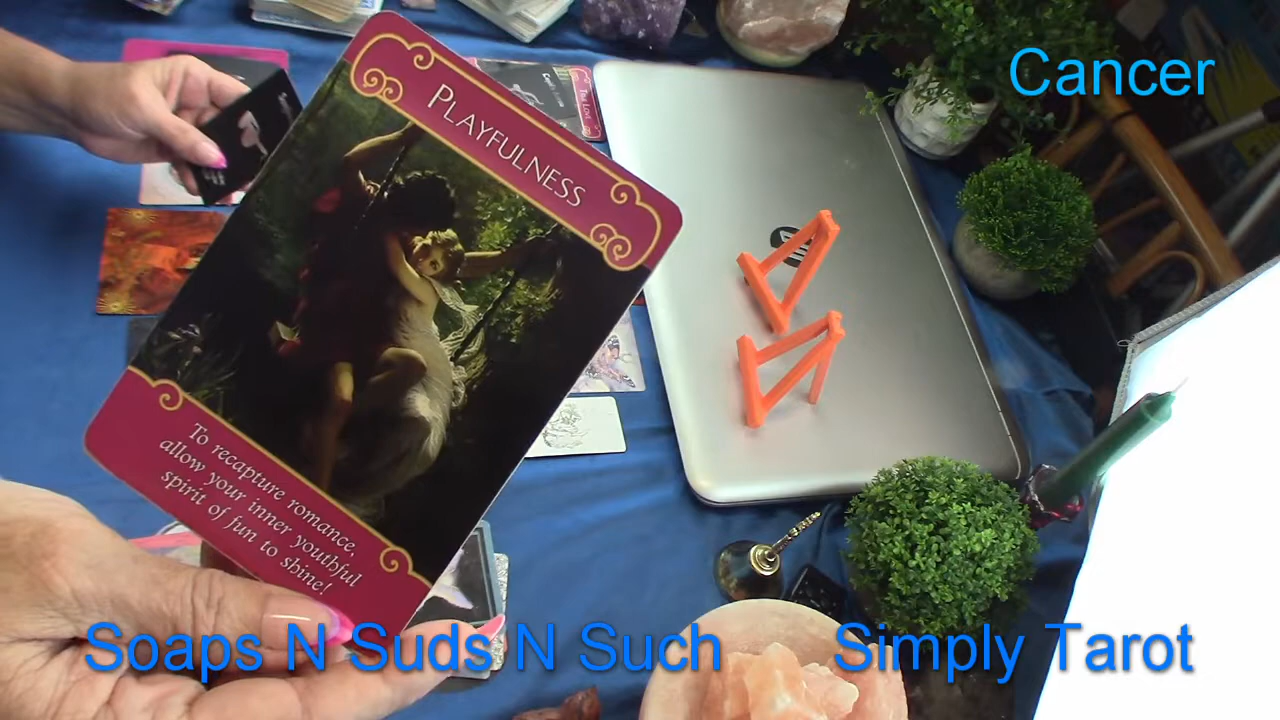 Cancer
PLAYFULNESS
To recapture romance,
allow your inner youthful
spirit of fun to shine!
Soaps N Suds N Such
Simply Tarot